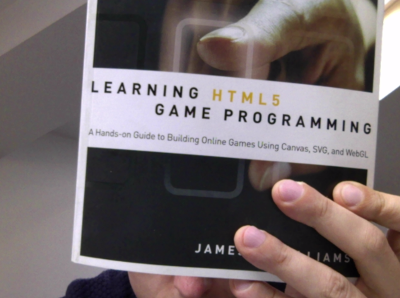 LEARNING HTML5
GAME PROGRAMMING
A Hands-on Guide to Building Online Games Using Canvas, SVG, and WebGL
JAMES